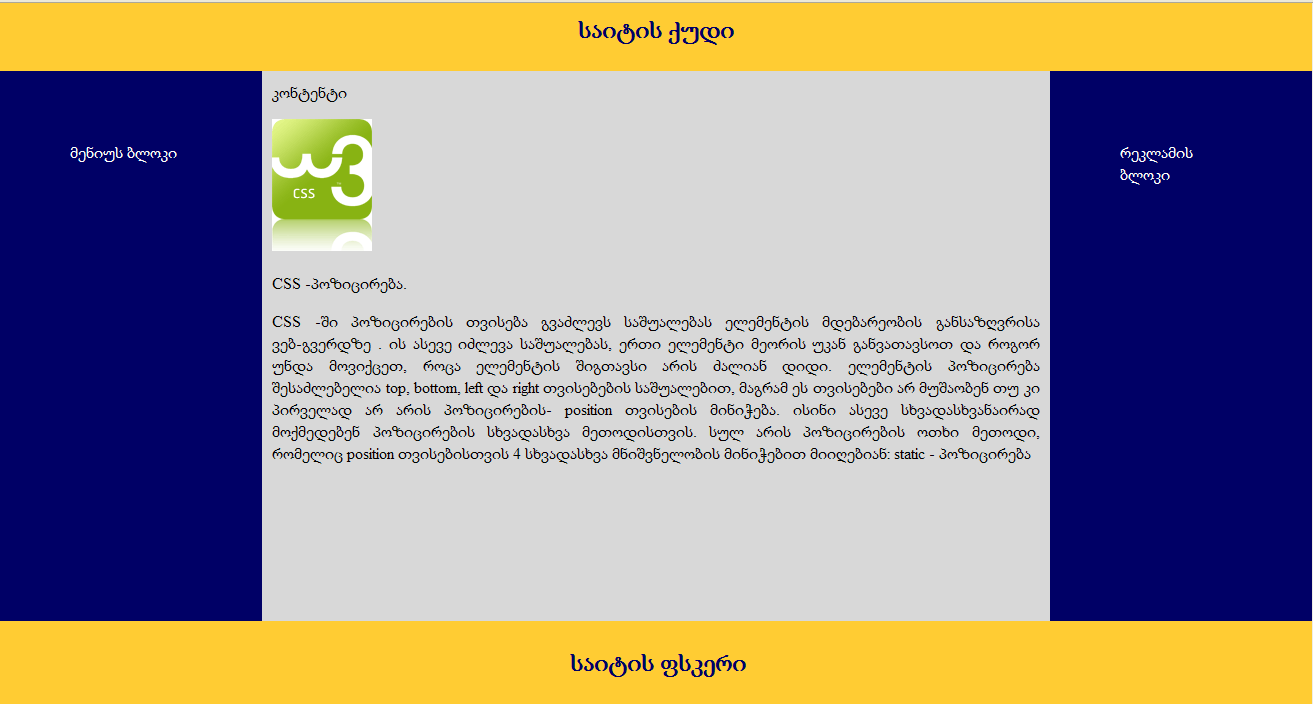 საიტის ქუდი
მენიუს ბლოკი
კონტენტი
W3
CSS
CSS -პოზიცირება.
CSS -ში პოზიცირების თვისება გვაძლევს საშუალებას ელემენტის მდებარეობის განსაზღვრისა
ვებ-გვერდზე . ის ასევე იძლევა საშუალებას, ერთი ელემენტი მეორის უკან განვათავსოთ და როგორ
უნდა მოვიქცეთ, როცა ელემენტის შიგთავსი არის ძალიან დიდი. ელემენტის პოზიცირება
შესაძლებელია top, bottom, left და right თვისებების საშუალებით, მაგრამ ეს თვისებები არ მუშაობენ თუ კი
პირველად არ არის პოზიცირების- position თვისების მინიჭება. ისინი ასევე სხვადასხვანაირად
მოქმედებენ პოზიცირების სხვადასხვა მეთოდისთვის. სულ არის პოზიცირების ოთხი მეთოდი,
რომელიც position თვისებისთვის 4 სხვადასხვა მნიშვნელობის მინიჭებით მიიღებიან: static - პოზიცირება
რეკლამის
ბლოკი
საიტის ფსკერი